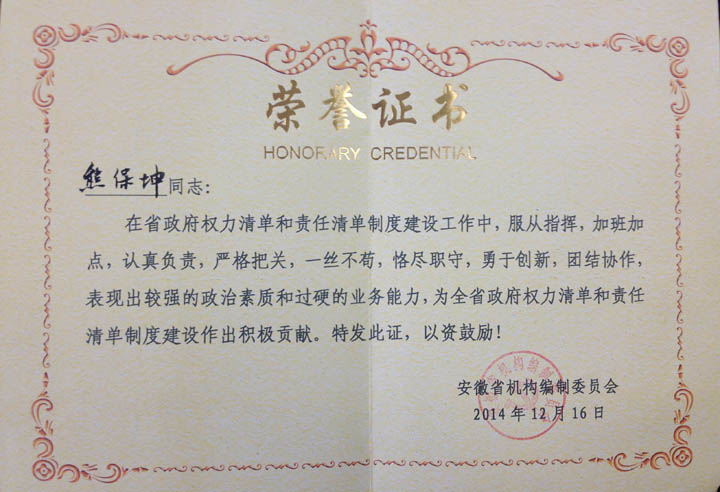 荣誉证书
HONORARY CREDENTIAL
熊保坤同志：
在省政府权力清单和责任清单制度建设工作中，服从指挥，加班加
点，认真负责，严格把关，一丝不苟，恪尽职守，勇于创新，团结协作，
表现出较强的政治素质和过硬的业务能力，为全省政府权力清单和责任
清单制度建设作出积极贡献。特发此证，以资鼓励！
安徽省机构编制委员会
2014年12月16日